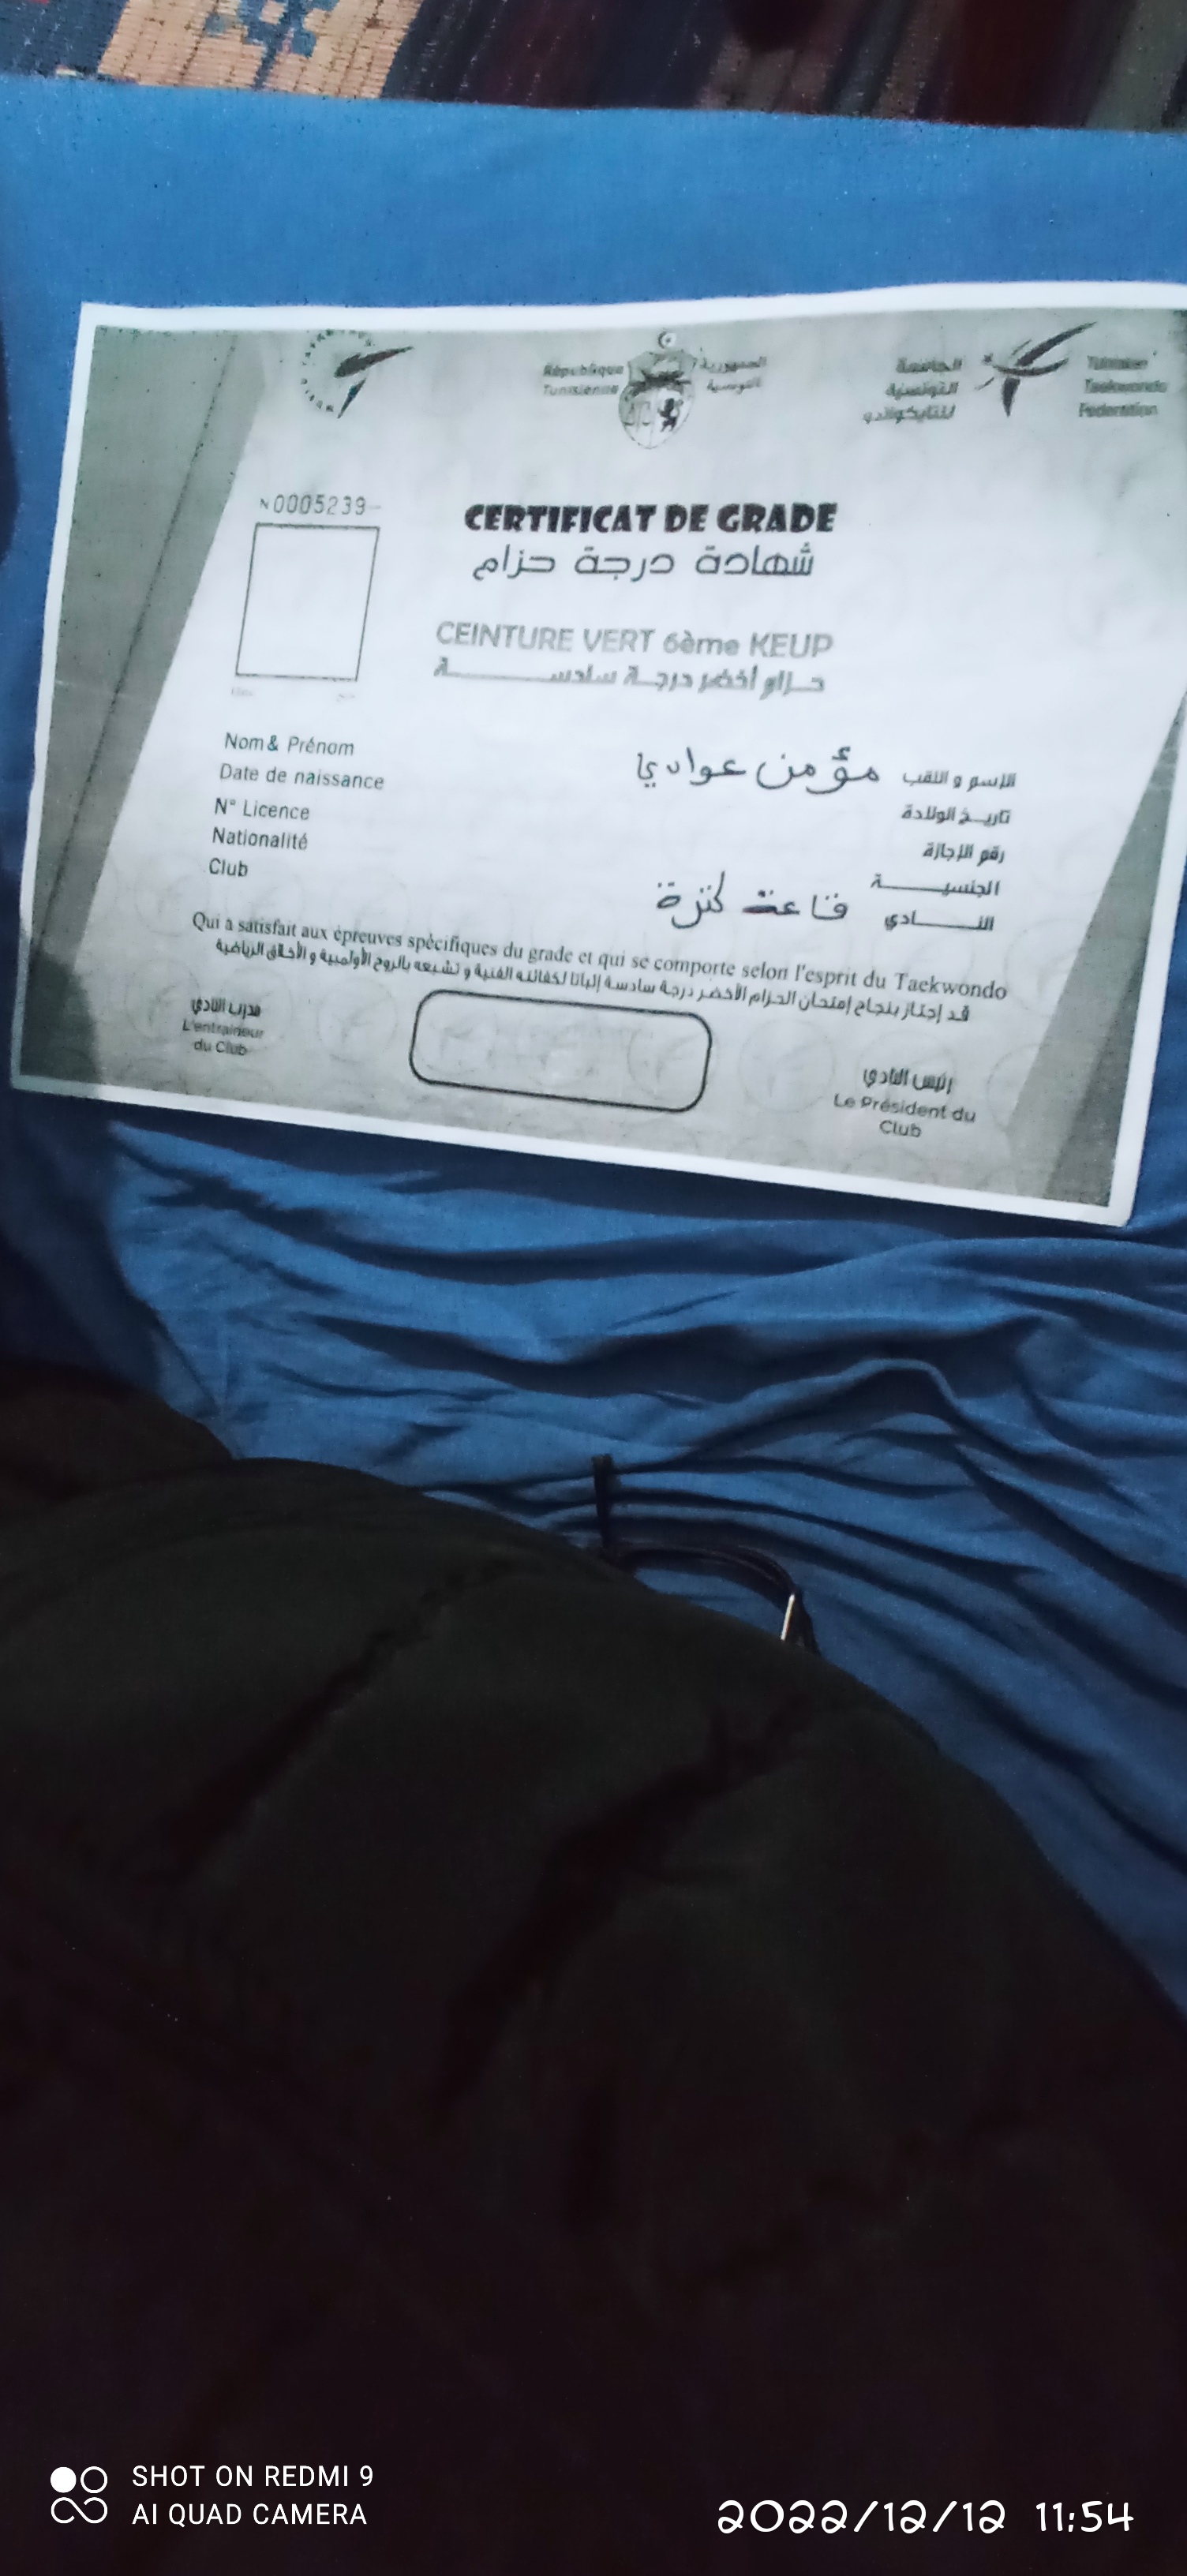 République
Tunisienne
الجمهورية
التونسية
الجامعة
التونسية
للتايكواندو
Tunisian
Taekwondo
Federation
N0005239
CERTIFICAT DE GRADE
شهادة درجة حزام
CEINTURE VERT 6ème KEUP
حزام أخضر درجة سادسة
Nom & Prénom
مؤمن عوادي
الإسم و اللقب
Date de naissance
تاريخ الولادة
N° Licence
رقم الإجازة
Nationalité
الجنسية
Club
قاعة كنزة
النادي
Qui a satisfait aux épreuves spécifiques du grade et qui se comporte selon l'esprit du Taekwondo
قد إجتاز بنجاح إمتحان الحزام الأخضر درجة سادسة إثباتا لكفائته الفنية و تشبعه بالروح الأولمبية و الأخلاق الرياضية
مدرب النادي
L'entraineur
du Club
رئيس النادي
Le Président du
Club
SHOT ON REDMI 9
AI QUAD CAMERA
2022/12/12 11:54